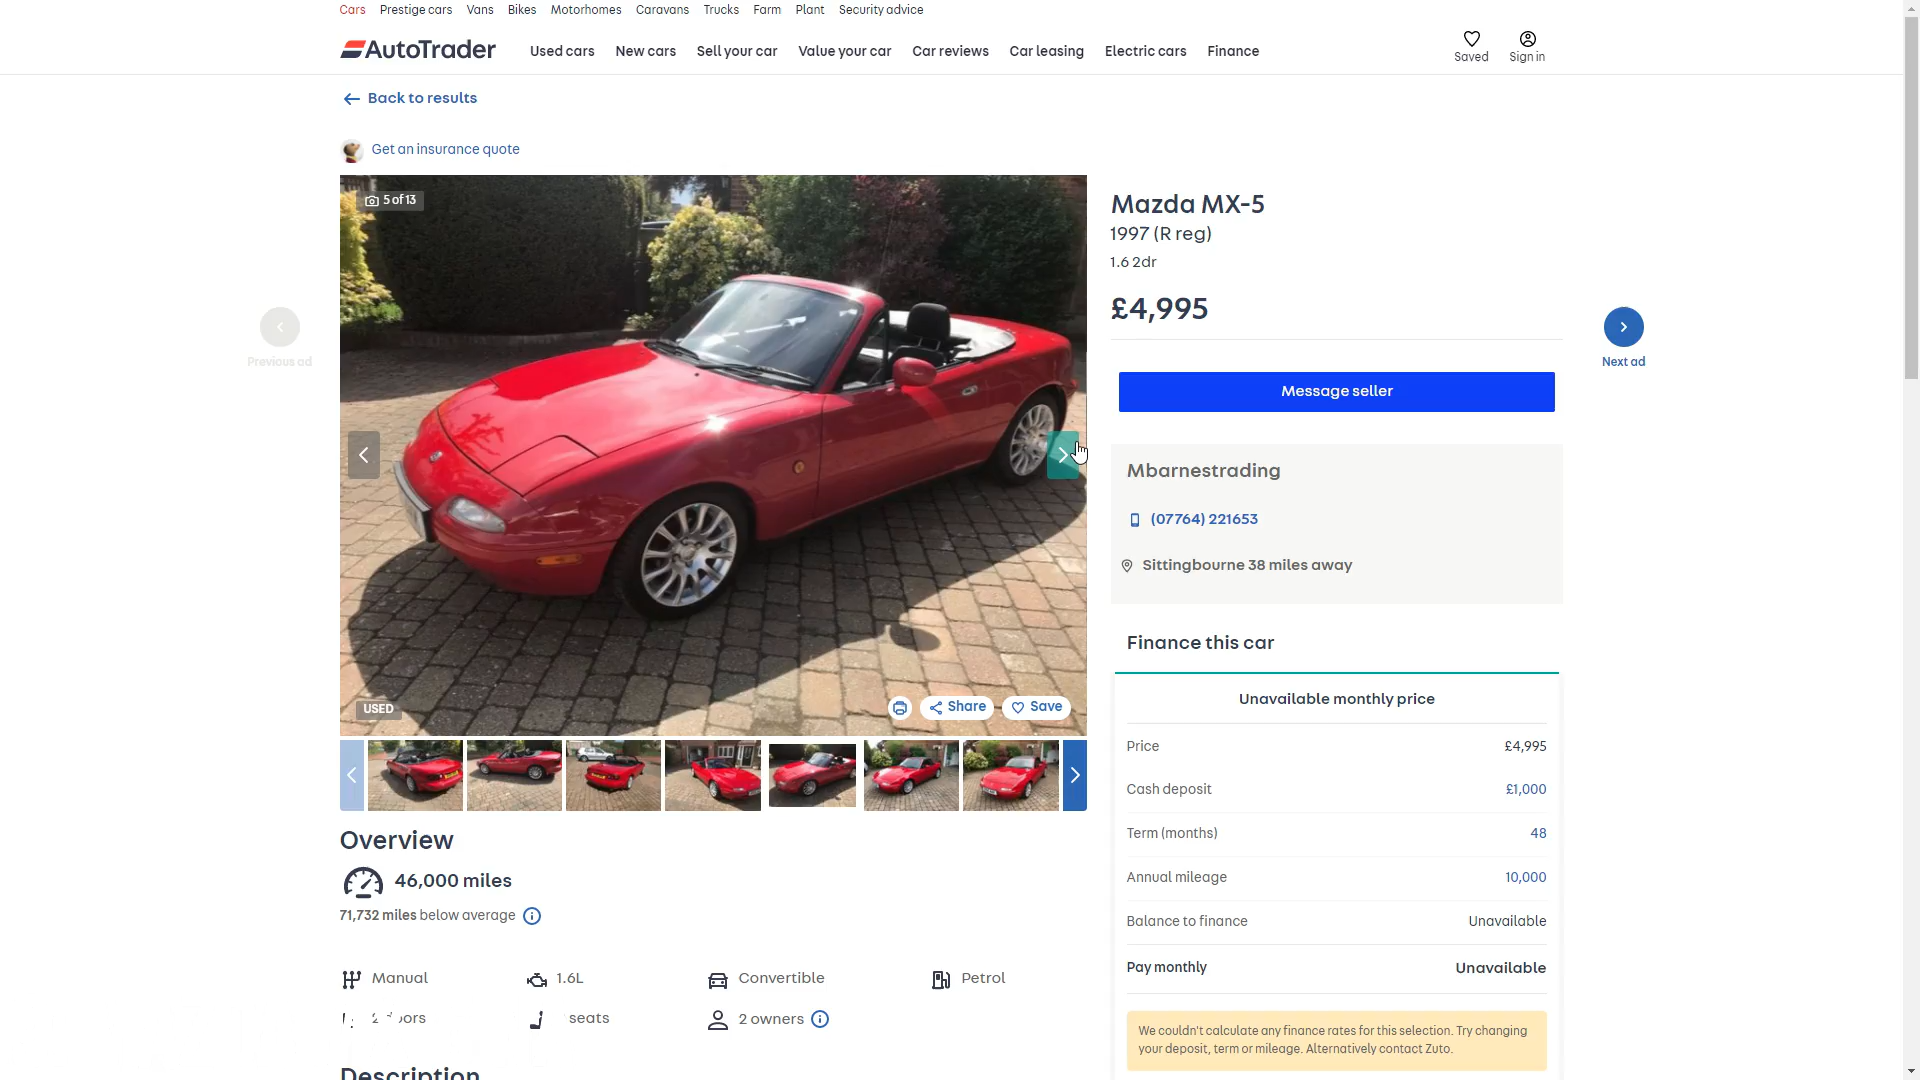 Cars Prestige cars Vans Bikes Motorhomes Caravans Trucks Farm Plant Security advice
AutoTrader Used cars New cars Sell your car Value your car Car reviews Car leasing Electric cars Finance
Saved Sign in
Back to results
Get an insurance quote
5 of 13
USED
Share Save
Previous ad
Mazda MX-5
1997 (R reg)
1.6 2dr
£4,995
Message seller
Next ad
Mbarnestrading
(07764) 221653
Sittingbourne 38 miles away
Finance this car
Unavailable monthly price
Price £4,995
Cash deposit £1,000
Term (months) 48
Annual mileage 10,000
Balance to finance Unavailable
Pay monthly Unavailable
We couldn't calculate any finance rates for this selection. Try changing
your deposit, term or mileage. Alternatively contact Zuto.
Overview
46,000 miles
71,732 miles below average
Manual 1.6L Convertible Petrol
seats 2 owners
Description